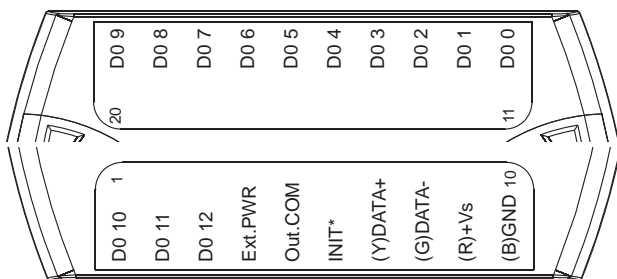 D0 9
D0 8
D0 7
D0 6
D0 5
D0 4
D0 3
D0 2
D0 1
D0 0
20
11
D0 10
1
D0 11
D0 12
Ext.PWR
Out.COM
INIT*
(Y)DATA+
(G)DATA-
(R)+Vs
(B)GND 10